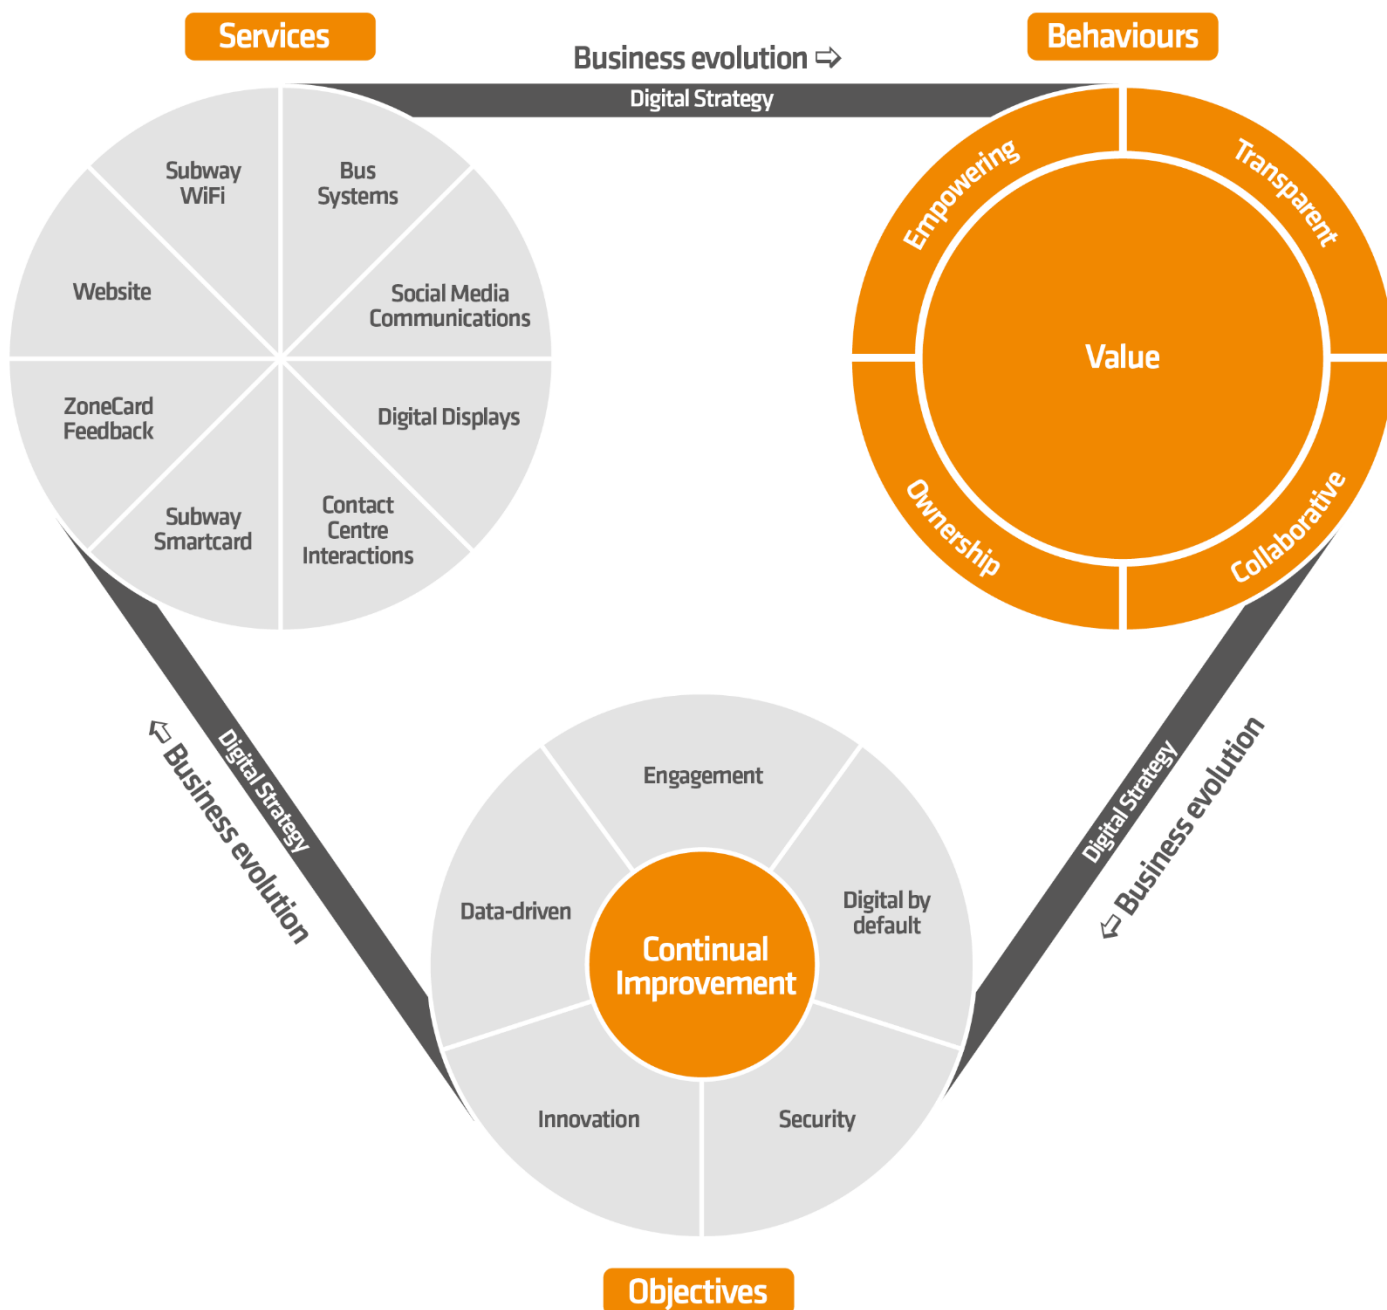 Services
Behaviours
Business evolution ⇨
Digital Strategy
Subway
WiFi
Bus
Systems
Website
Social Media
Communications
ZoneCard
Feedback
Digital Displays
Subway
Smartcard
Contact
Centre
Interactions
Empowering
Transparent
Value
Ownership
Collaborative
Digital Strategy
⇦ Business evolution
Digital Strategy
⇦ Business evolution
Engagement
Data-driven
Digital by
default
Continual
Improvement
Innovation
Security
Objectives